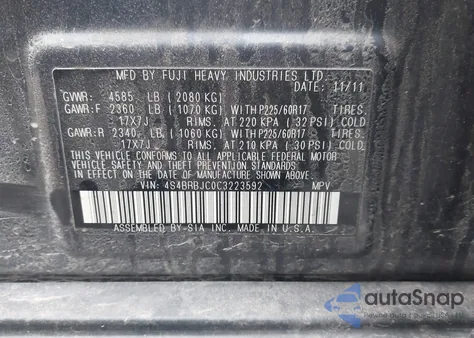 MFD. BY FUJI HEAVY INDUSTRIES LTD.
DATE: 11/11
GVWR: 4585 LB (2080 KG)
GAWR:F 2360 LB (1070 KG) WITH P225/60R17 TIRES.
17X7J RIMS. AT 220 KPA (32 PSI) COLD
GAWR:R 2340 LB (1060 KG) WITH P225/60R17 TIRES.
17X7J RIMS. AT 210 KPA (30 PSI) COLD
THIS VEHICLE CONFORMS TO ALL APPLICABLE FEDERAL MOTOR
VEHICLE SAFETY AND THEFT PREVENTION STANDARDS IN EFFECT
ON THE DATE OF MANUFACTURE SHOWN ABOVE.
VIN: 4S4BRBJC0C3223592 MPV
ASSEMBLED BY-SIA INC. MADE IN U.S.A.
autoSnap